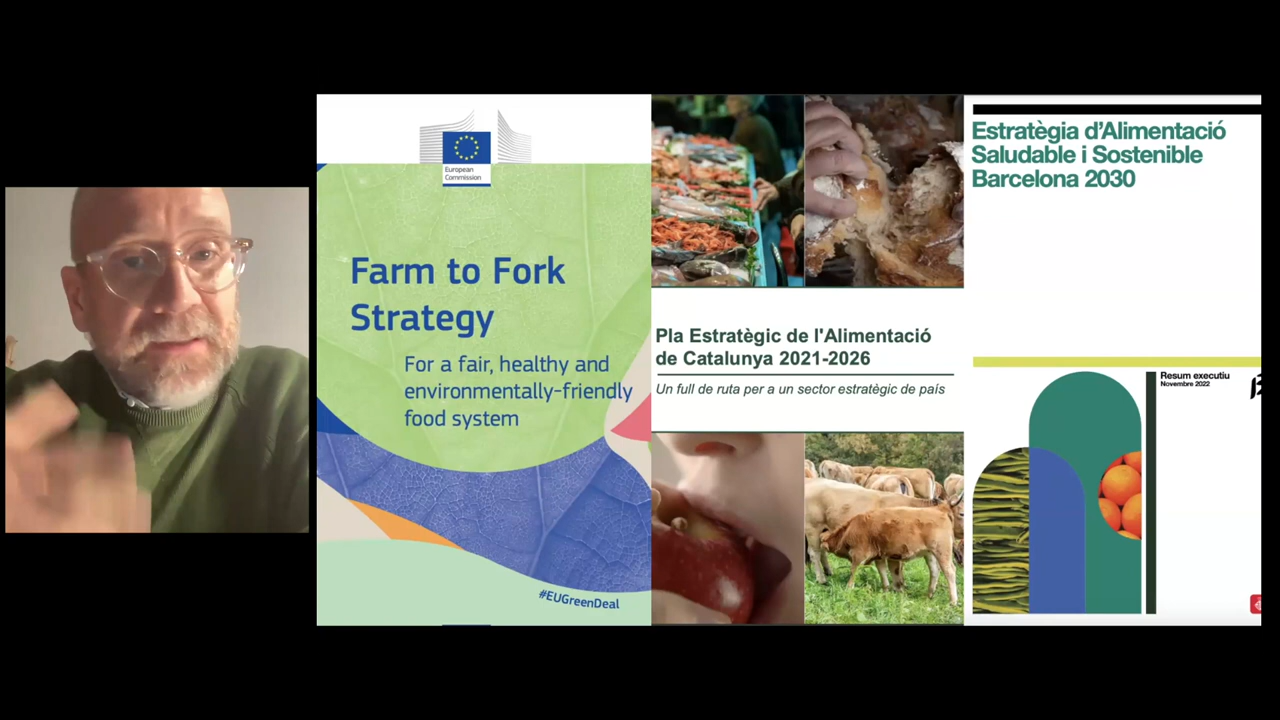 European
Commission
Farm to Fork
Strategy
For a fair, healthy and
environmentally-friendly
food system
#EUGreenDeal
Pla Estratègic de l'Alimentació
de Catalunya 2021-2026
Un full de ruta per a un sector estratègic de país
Estratègia d'Alimentació
Saludable i Sostenible
Barcelona 2030
Resum executiu
Novembre 2022